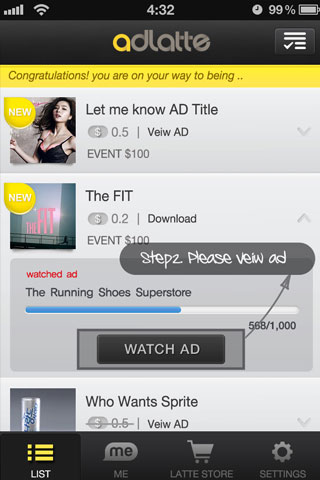 4:32
99%
adlatte
Congratulations! you are on your way to being ..
NEW
Let me know AD Title
$ 0.5 | Veiw AD
EVENT $100
NEW
THE FIT
The FIT
$ 0.2 | Download
EVENT $100
Step2. Please veiw ad
watched ad
The Running Shoes Superstore
568/1,000
WATCH AD
Who Wants Sprite
$ 0.5 | Veiw AD
LIST
me
ME
LATTE STORE
SETTINGS